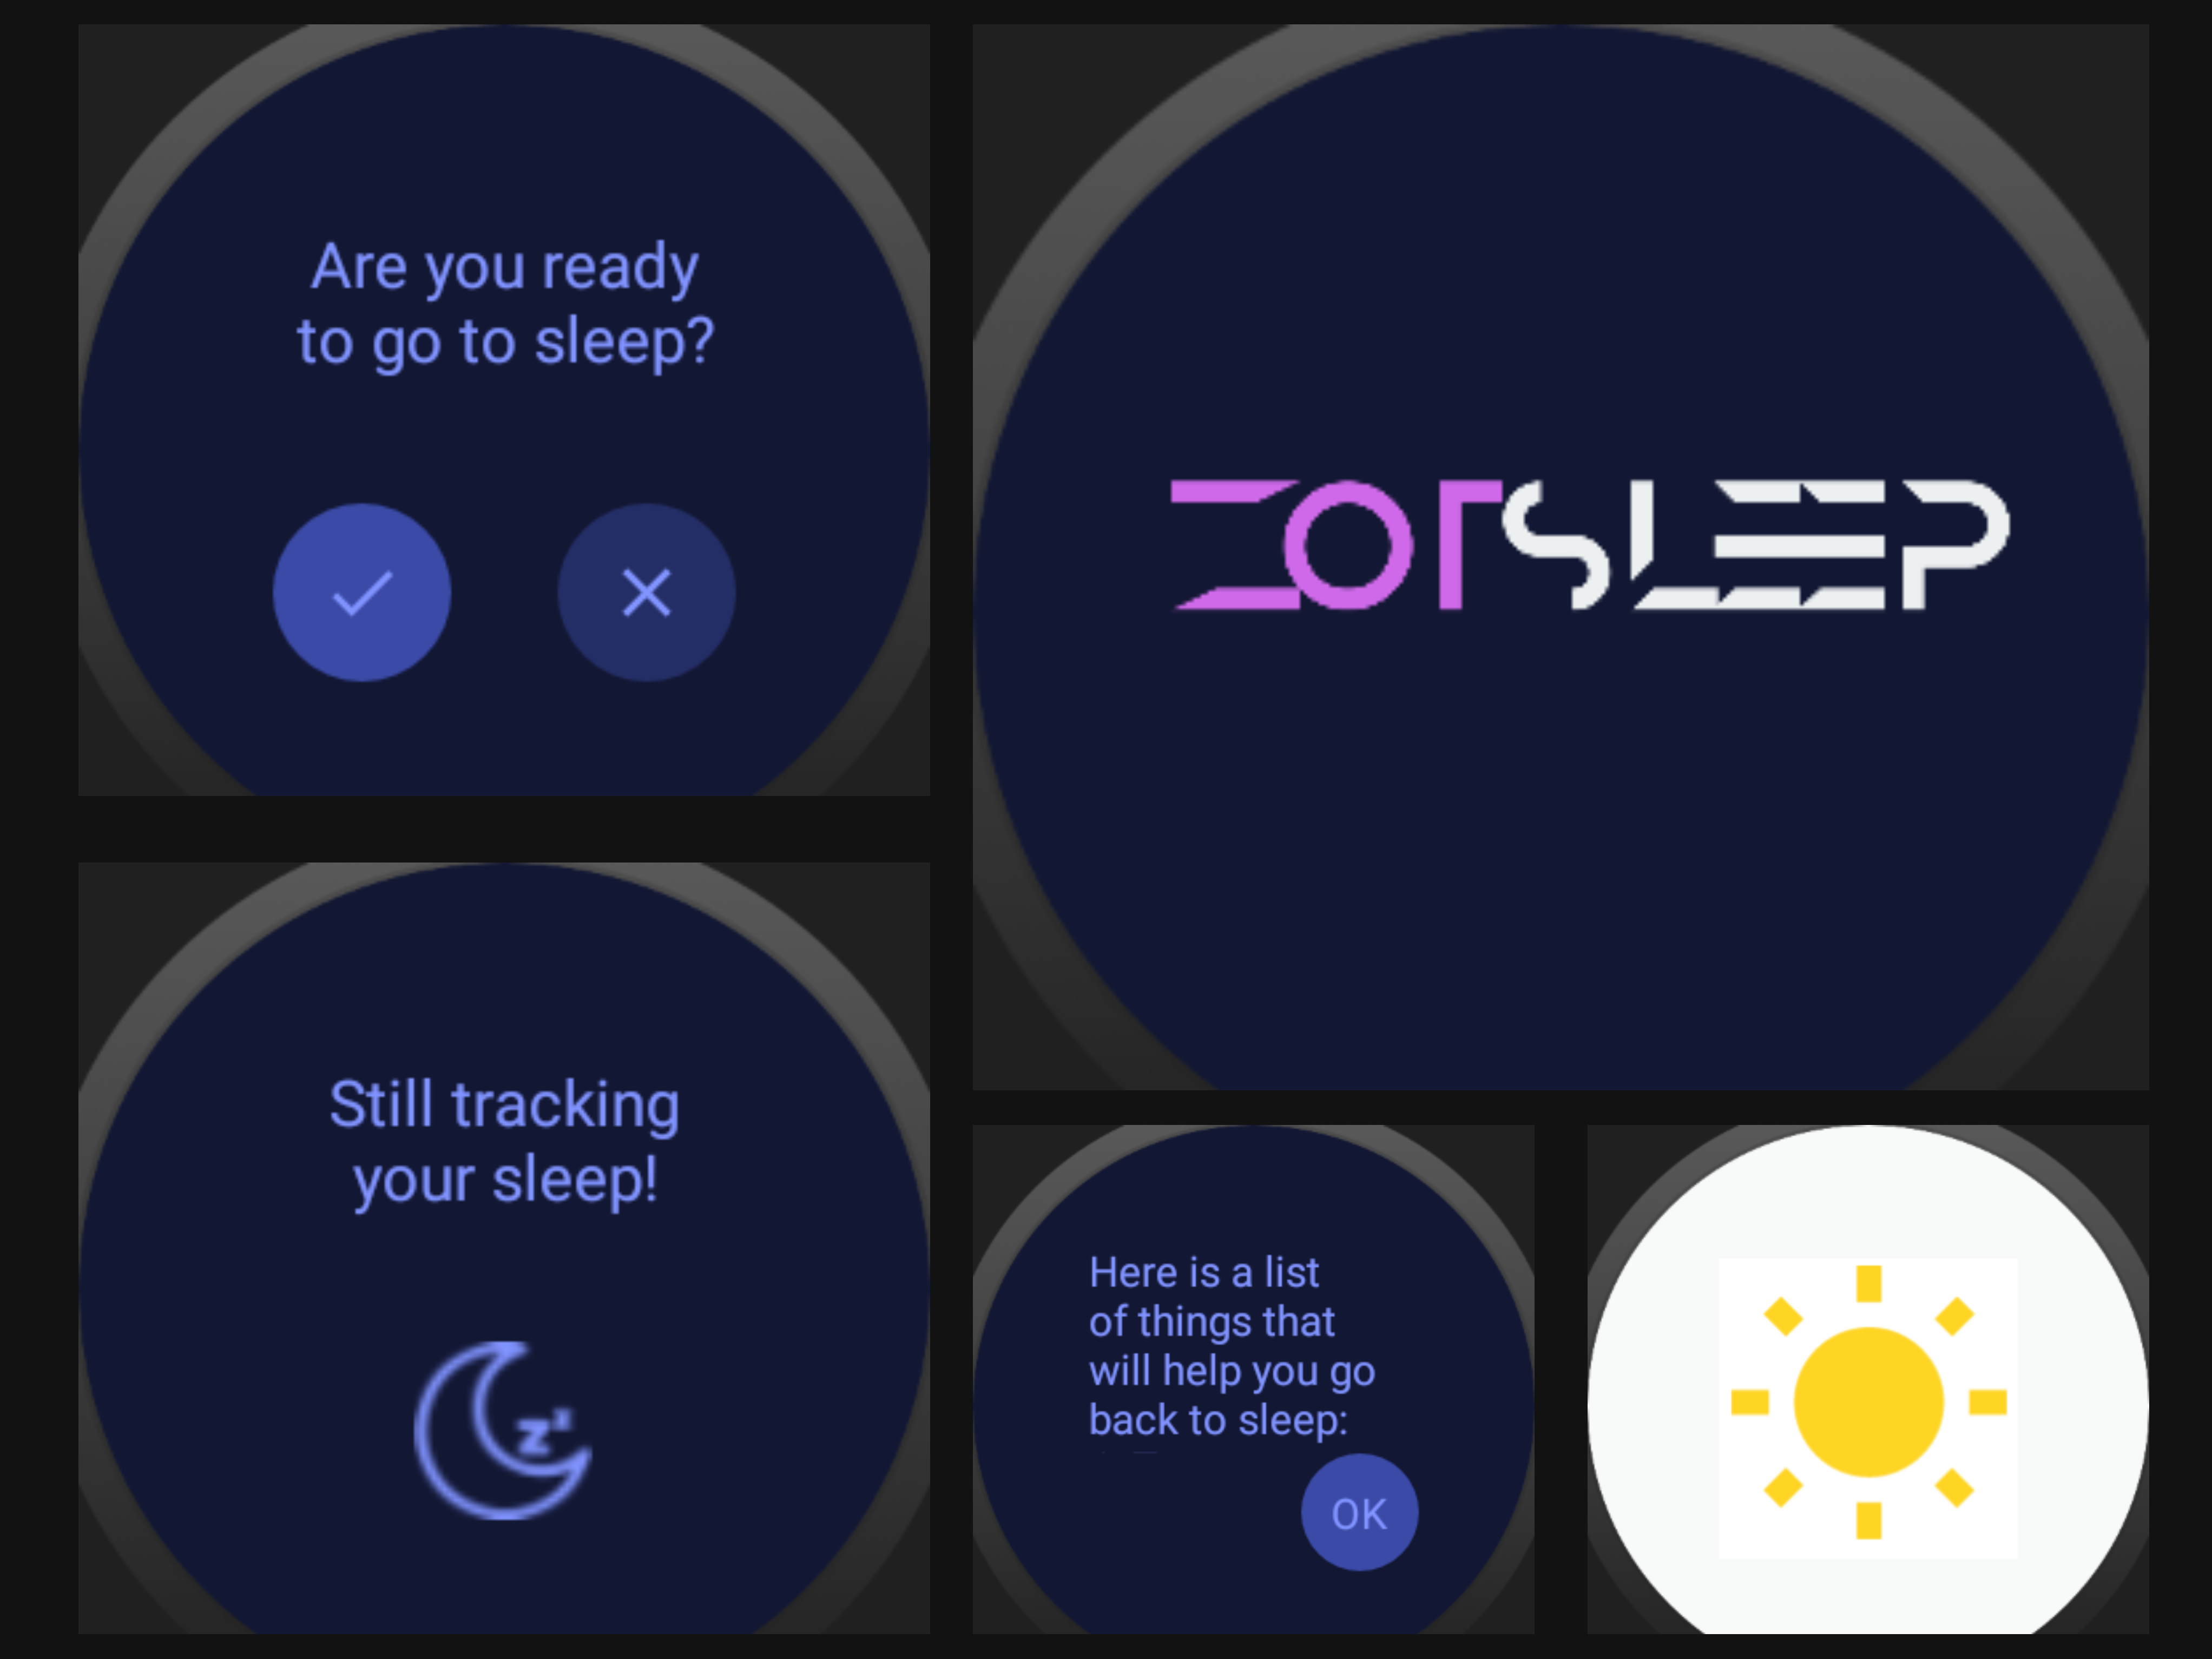 Are you ready
to go to sleep?
ZOTSLEEP
Still tracking
your sleep!
z z
Here is a list
of things that
will help you go
back to sleep:
OK